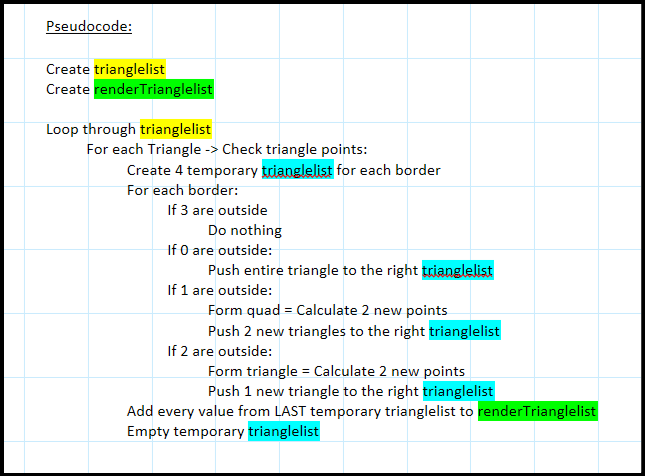 Pseudocode:
Create trianglelist
Create renderTrianglelist
Loop through trianglelist
For each Triangle -> Check triangle points:
Create 4 temporary trianglelist for each border
For each border:
If 3 are outside
Do nothing
If 0 are outside:
Push entire triangle to the right trianglelist
If 1 are outside:
Form quad = Calculate 2 new points
Push 2 new triangles to the right trianglelist
If 2 are outside:
Form triangle = Calculate 2 new points
Push 1 new triangle to the right trianglelist
Add every value from LAST temporary trianglelist to renderTrianglelist
Empty temporary trianglelist